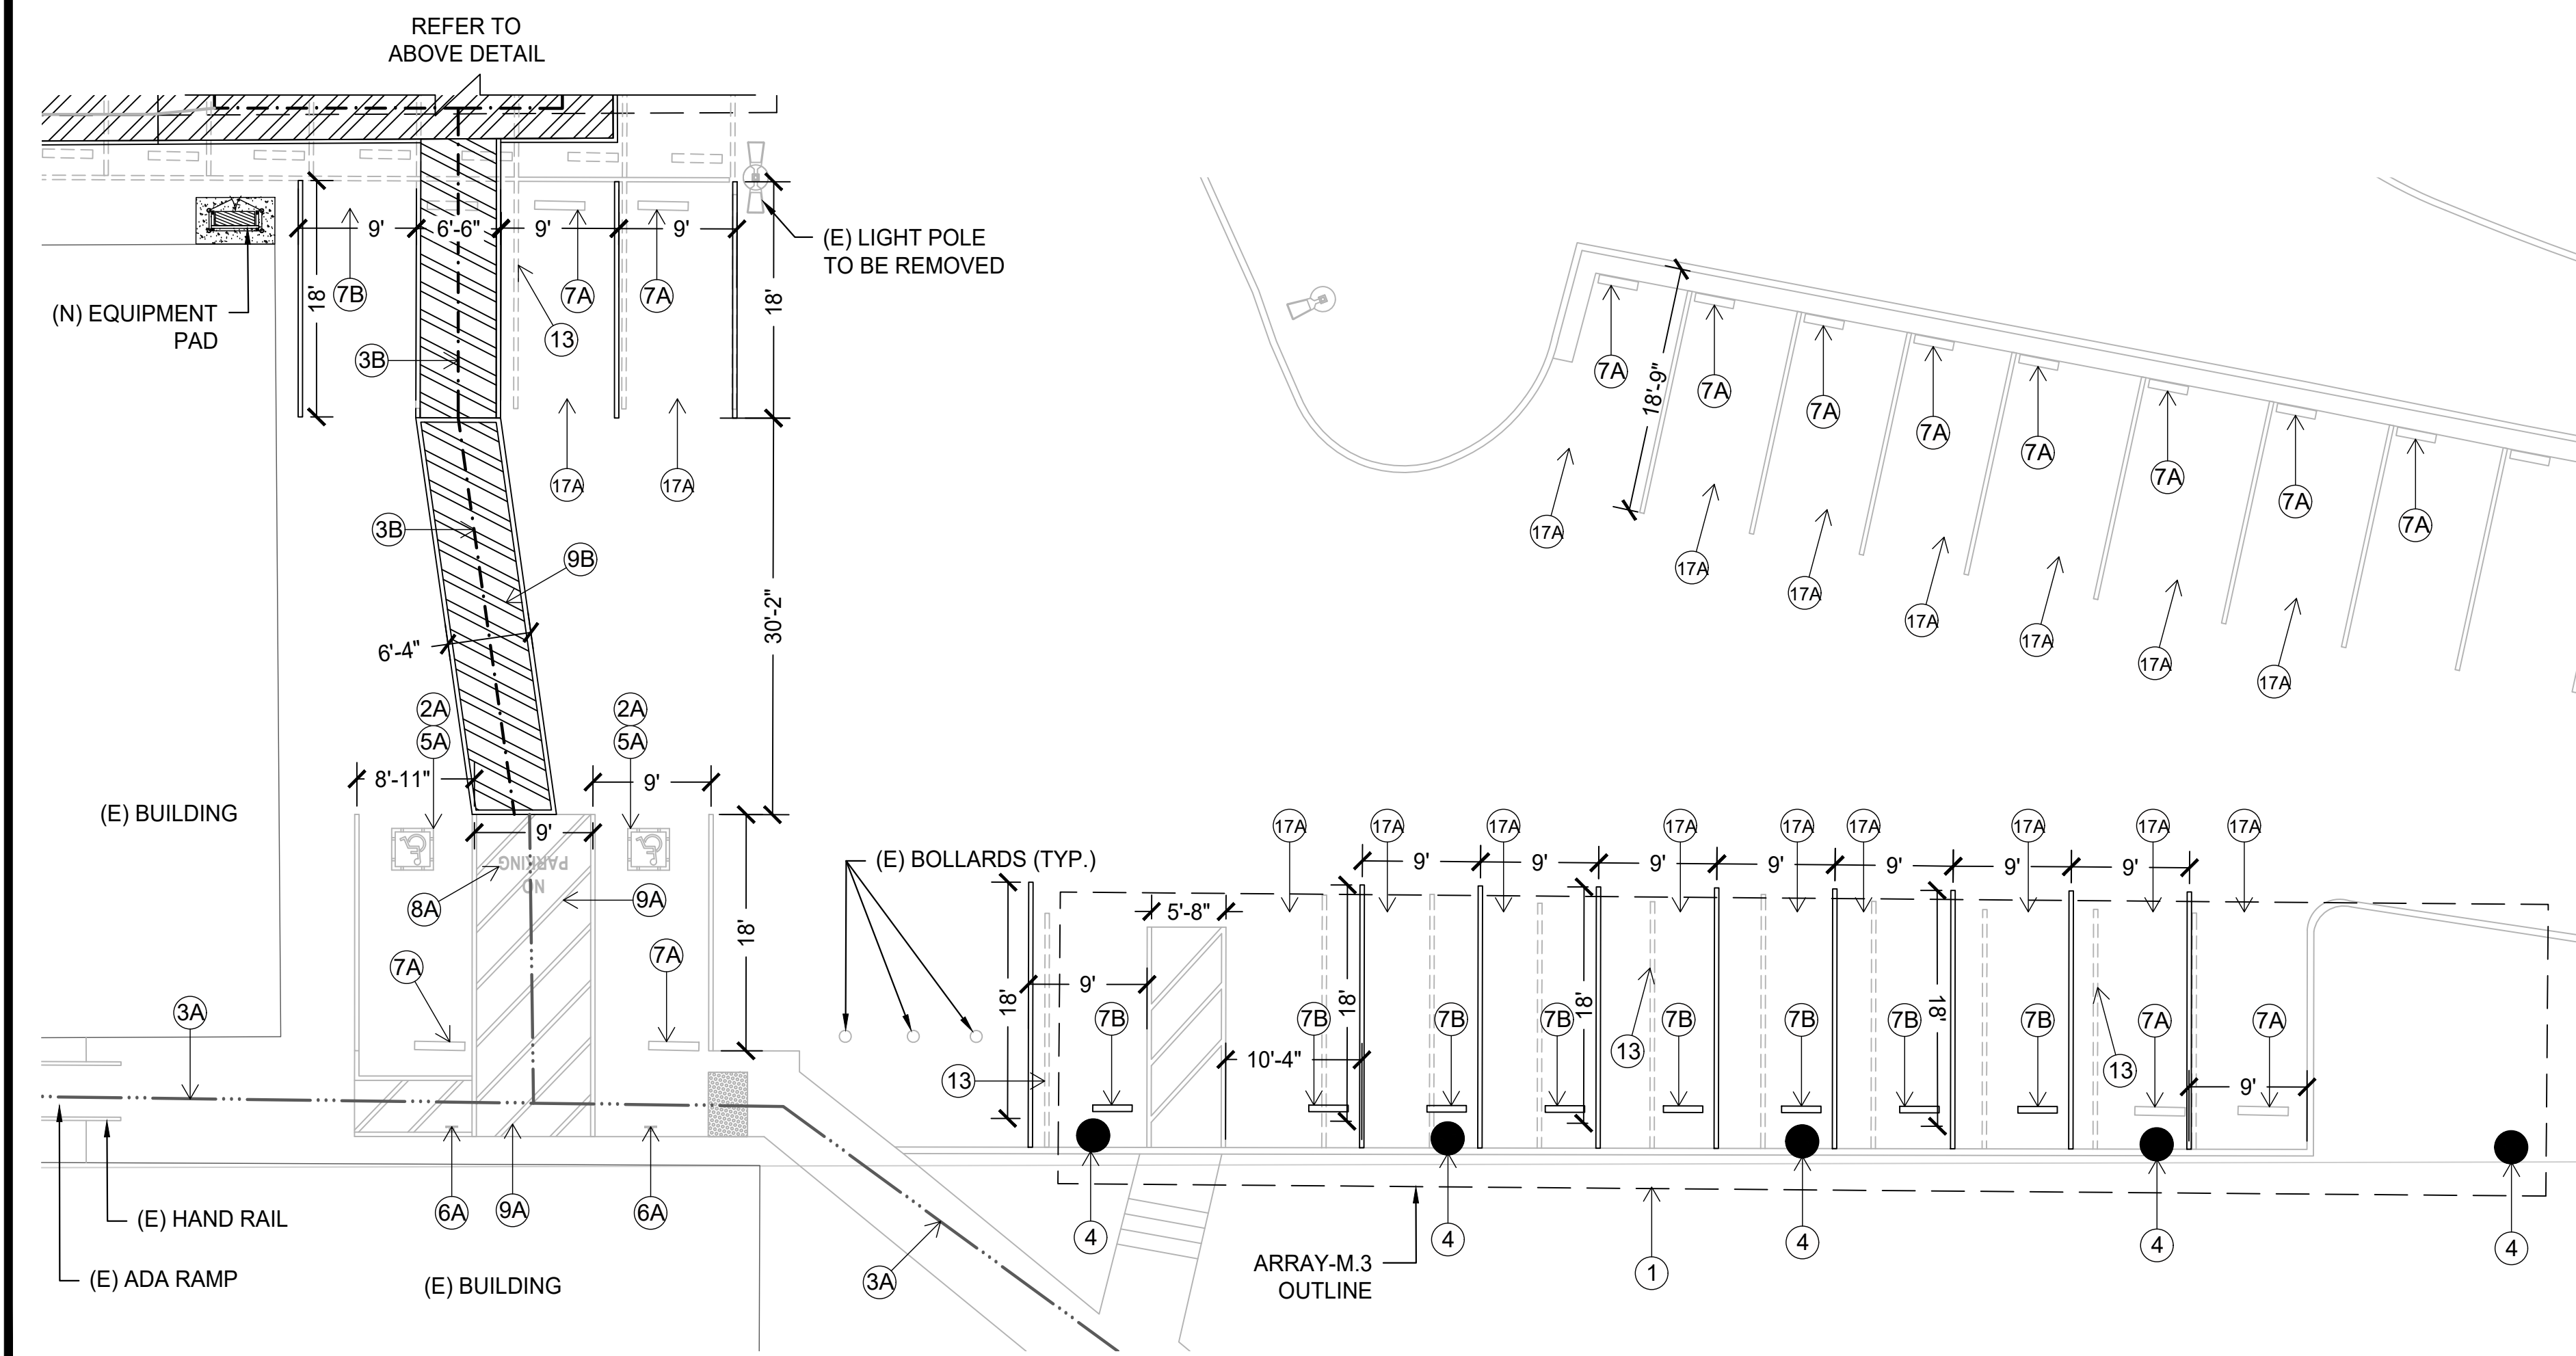 REFER TO
ABOVE DETAIL
9'
6'-6"
9'
9'
(E) LIGHT POLE
TO BE REMOVED
18'
7B
7A
7A
18'
(N) EQUIPMENT
PAD
13
3B
17A
17A
3B
9B
30'-2"
6'-4"
2A
5A
2A
5A
8'-11"
9'
(E) BUILDING
9'
NO
PARKING
8A
9A
18'
7A
7A
3A
6A
9A
6A
(E) HAND RAIL
(E) ADA RAMP
(E) BUILDING
3A
7A
7A
7A
7A
7A
7A
7A
7A
18'-9"
17A
17A
17A
17A
17A
17A
17A
(E) BOLLARDS (TYP.)
17A
17A
17A
17A
17A
17A
17A
17A
17A
9'
9'
9'
9'
9'
9'
9'
5'-8"
18'
9'
18'
18'
18'
7B
7B
7B
7B
7B
7B
7B
7B
7A
7A
13
10'-4"
13
13
9'
4
4
4
4
4
ARRAY-M.3
OUTLINE
1